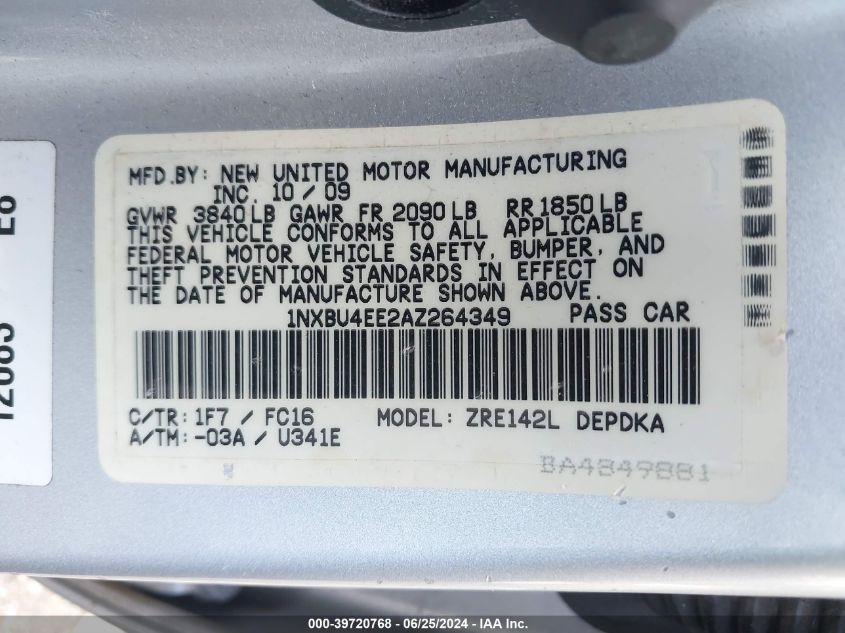 MFD.BY: NEW UNITED MOTOR MANUFACTURING
INC. 10 / 09
GVWR 3840 LB GAWR FR 2090 LB RR 1850 LB
THIS VEHICLE CONFORMS TO ALL APPLICABLE
FEDERAL MOTOR VEHICLE SAFETY, BUMPER, AND
THEFT PREVENTION STANDARDS IN EFFECT ON
THE DATE OF MANUFACTURE SHOWN ABOVE.
1NXBU4EE2AZ264349 PASS CAR
C/TR: 1F7 / FC16 MODEL: ZRE142L DEPDKA
A/TM: -03A / U341E
BA4849881
000-39720768 - 06/25/2024 - IAA Inc.